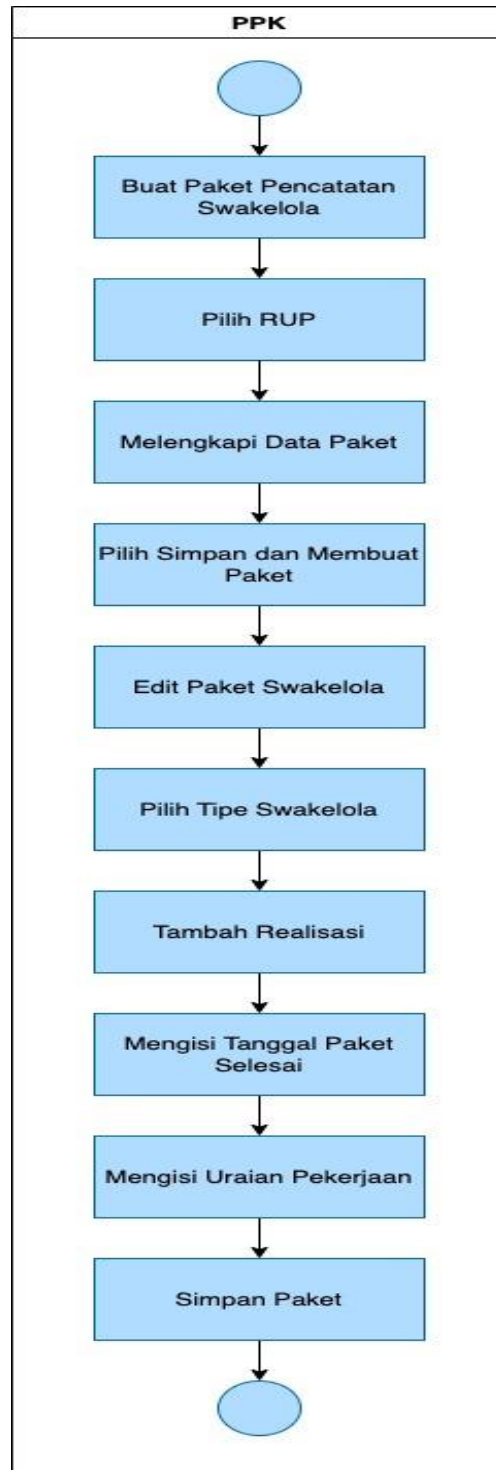 PPK
Buat Paket Pencatatan
Swakelola
Pilih RUP
Melengkapi Data Paket
Pilih Simpan dan Membuat
Paket
Edit Paket Swakelola
Pilih Tipe Swakelola
Tambah Realisasi
Mengisi Tanggal Paket
Selesai
Mengisi Uraian Pekerjaan
Simpan Paket